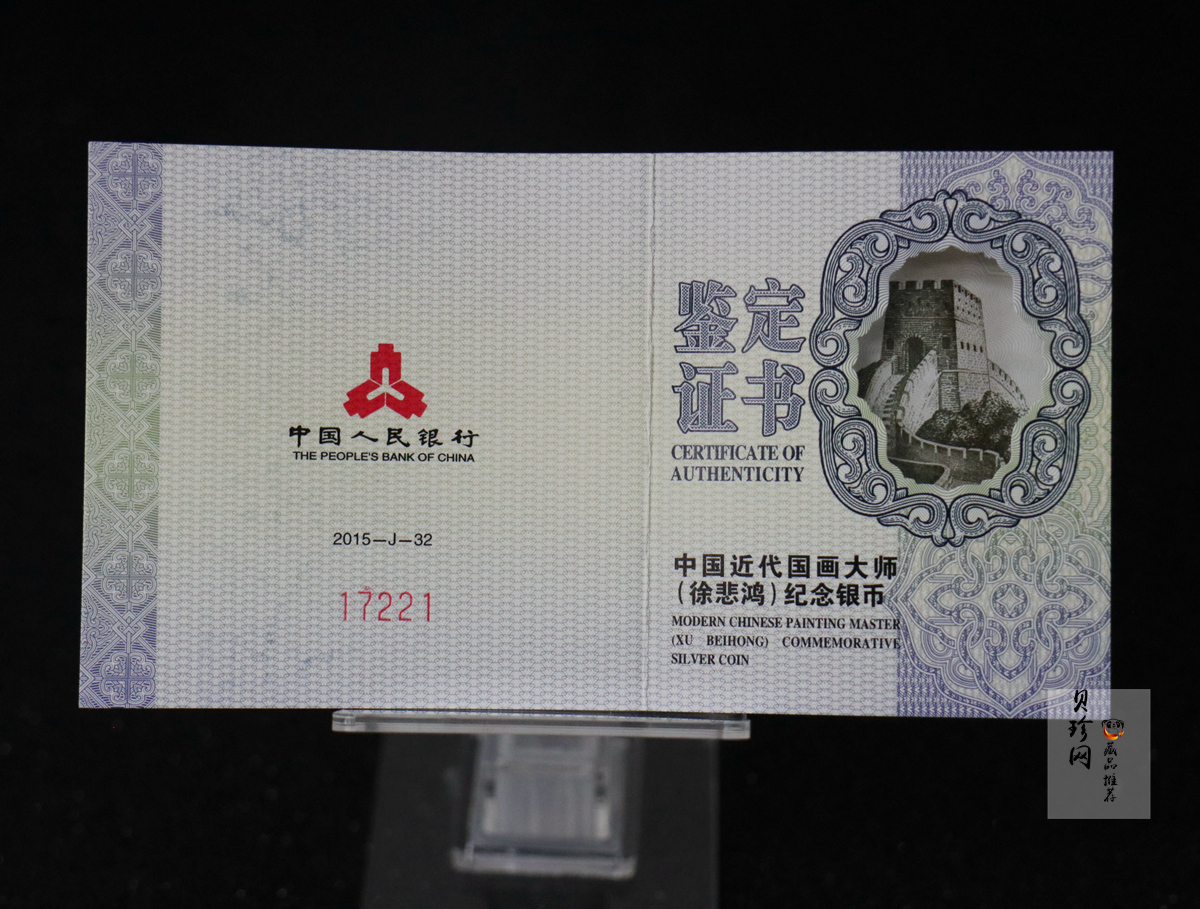 中国人民银行
THE PEOPLE'S BANK OF CHINA
2015-J-32
17221
鉴定
证书
CERTIFICATE OF
AUTHENTICITY
中国近代国画大师
(徐悲鸿)纪念银币
MODERN CHINESE PAINTING MASTER
(XU BEIHONG) COMMEMORATIVE
SILVER COIN
贝珍网
藏品推荐